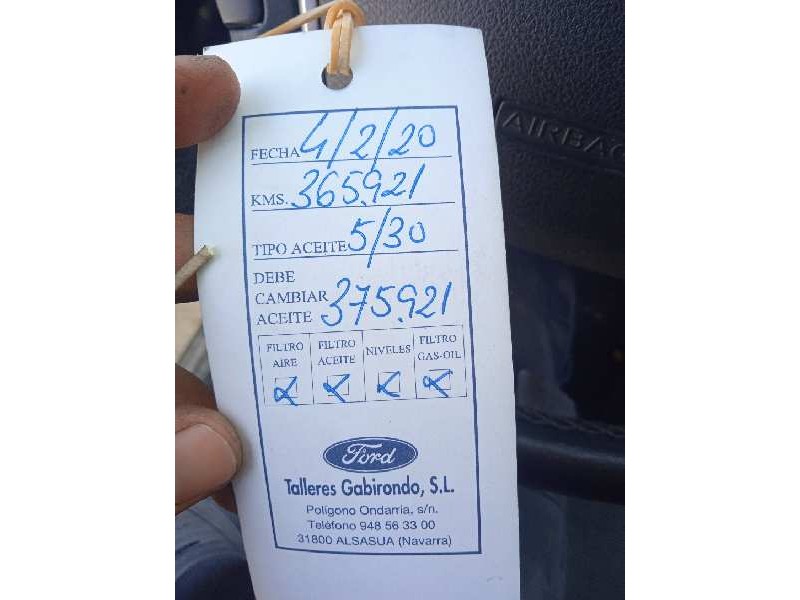 FECHA 4/2/20
KMS. 365.921
TIPO ACEITE 5/30
DEBE
CAMBIAR
ACEITE 375.921
FILTRO AIRE
FILTRO ACEITE
NIVELES
FILTRO GAS-OIL
Ford
Talleres Gabirondo, S.L.
Polígono Ondarria, s/n.
Teléfono 948 56 33 00
31800 ALSASUA (Navarra)
AIRBAG